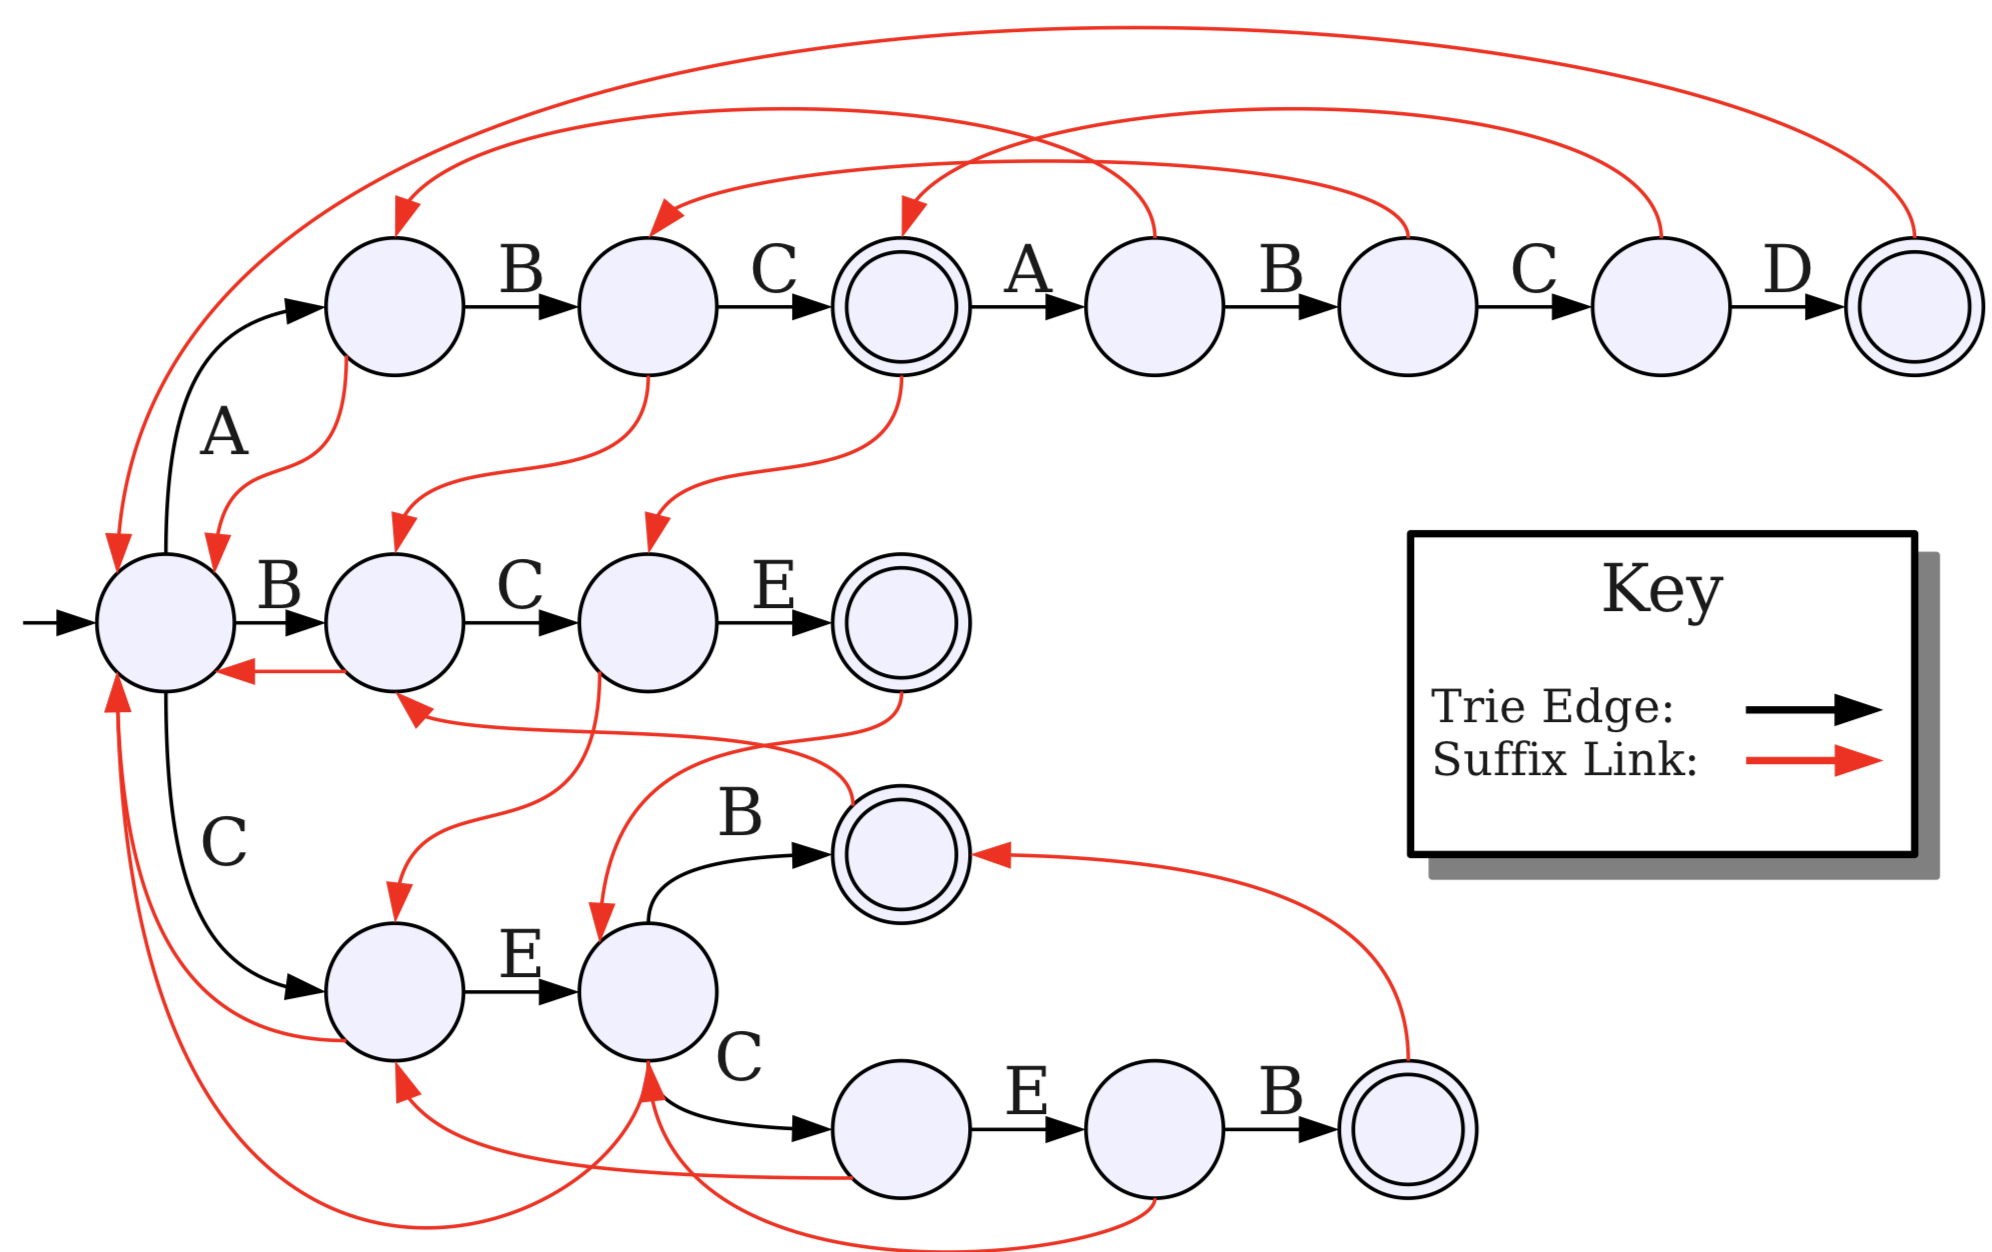 B C A B C D
A
B C E
Key
Trie Edge:
Suffix Link:
B
C
E
C
E B